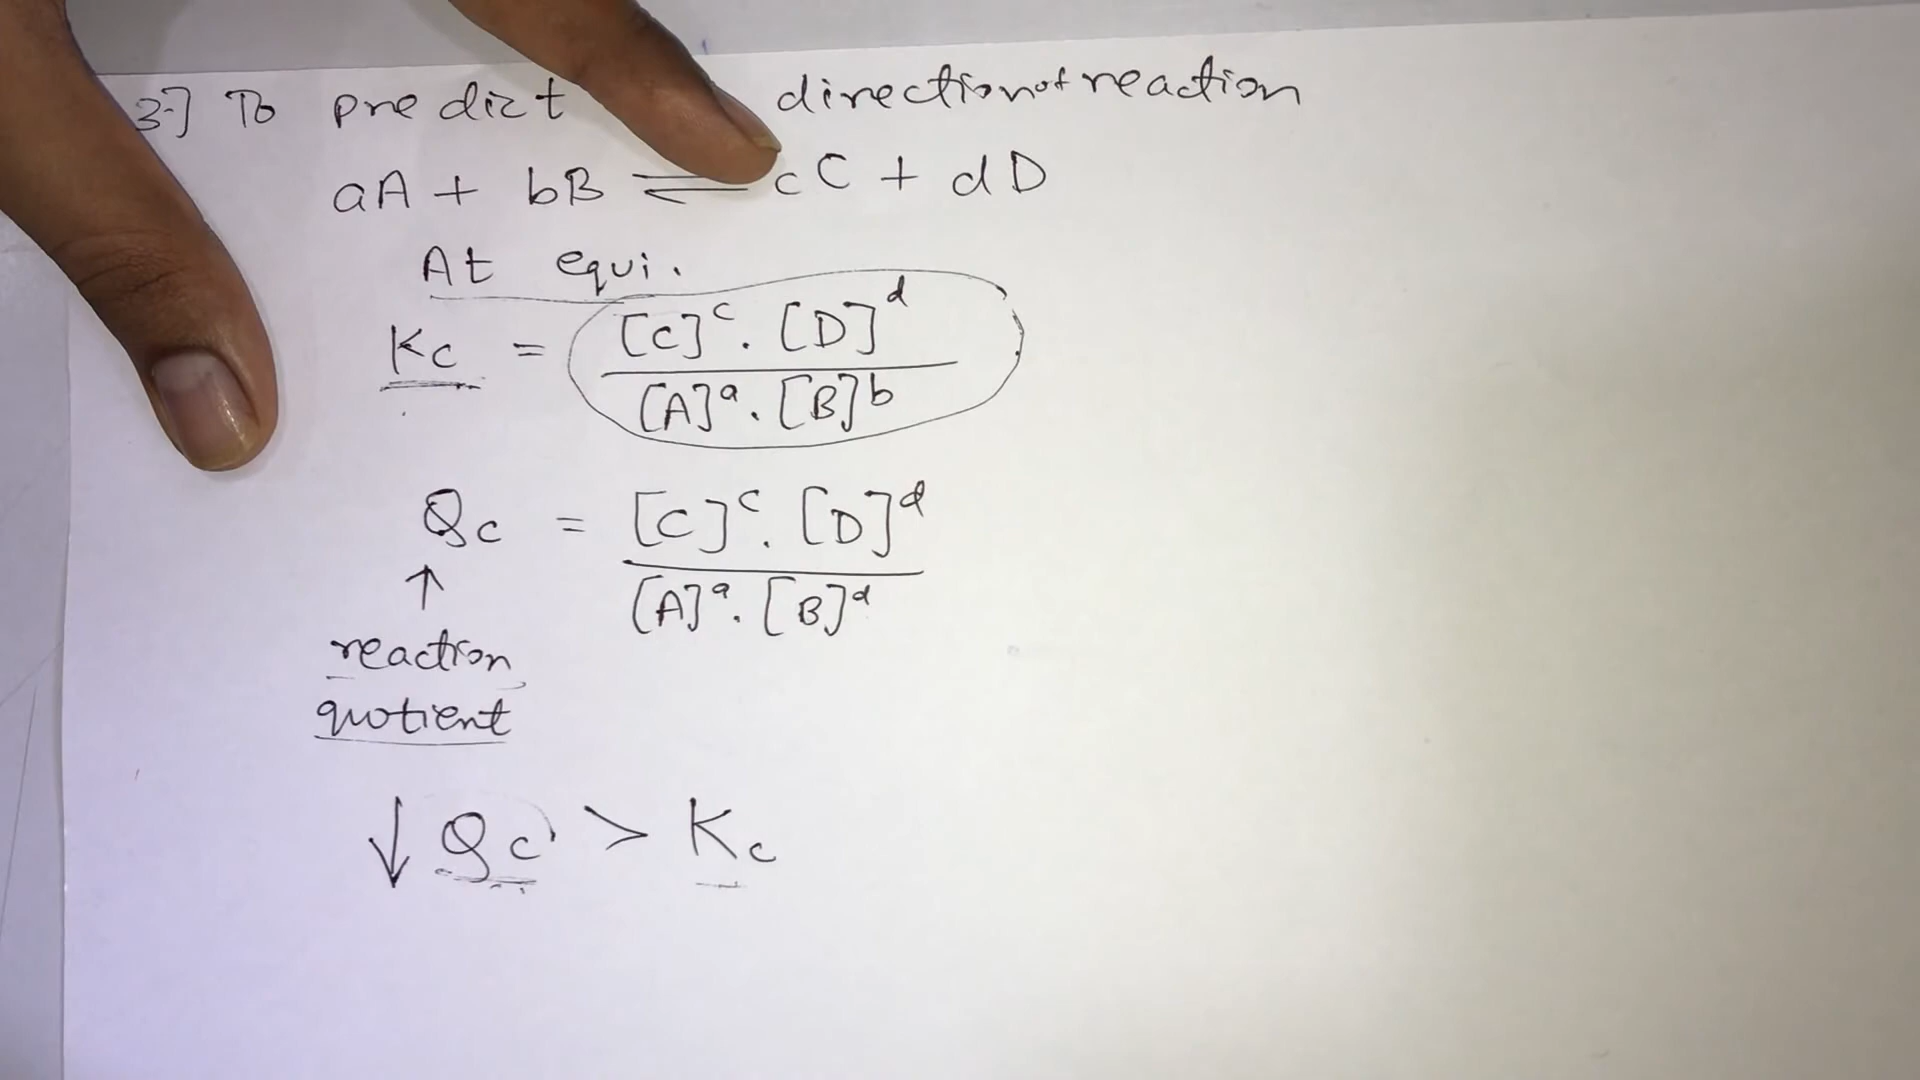 3-] To predict direction of reaction
aA + bB ⇌ cC + dD
At equi.
Kc = [C]^c . [D]^d / [A]^a . [B]^b
Qc = [C]^c . [D]^d / [A]^a . [B]^d
↑
reaction
quotient
↓ Qc > Kc